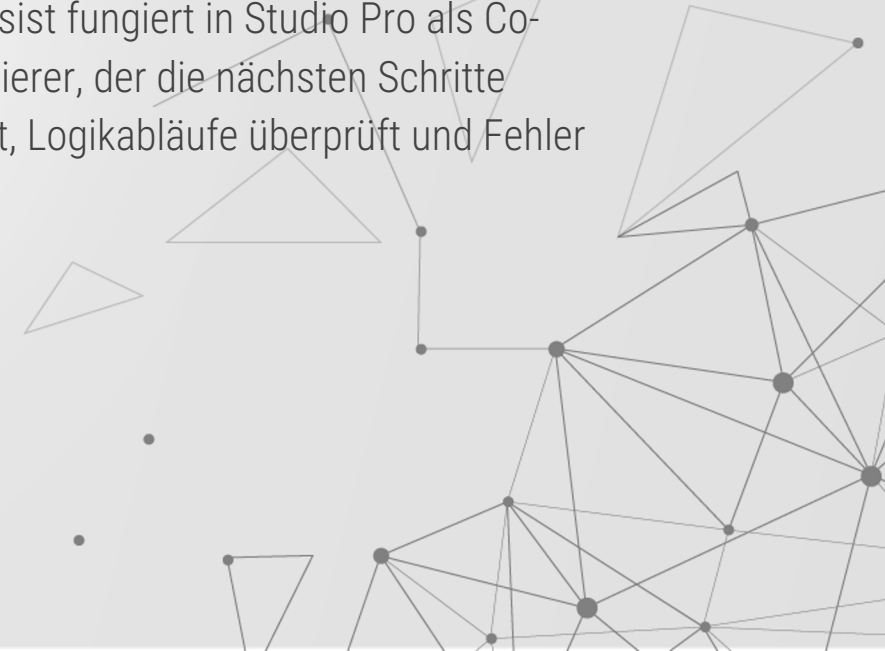 sist fungiert in Studio Pro als Co-
ierer, der die nächsten Schritte
t, Logikabläufe überprüft und Fehler